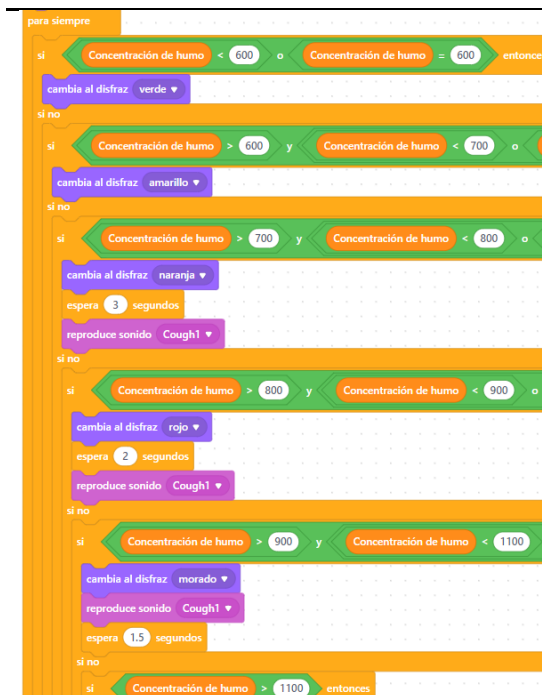 para siempre
si Concentración de humo < 600 o Concentración de humo = 600 entonce
cambia al disfraz verde
si no
si Concentración de humo > 600 y Concentración de humo < 700 o
cambia al disfraz amarillo
si no
si Concentración de humo > 700 y Concentración de humo < 800 o
cambia al disfraz naranja
espera 3 segundos
reproduce sonido Cough1
si no
si Concentración de humo > 800 y Concentración de humo < 900 o
cambia al disfraz rojo
espera 2 segundos
reproduce sonido Cough1
si no
si Concentración de humo > 900 y Concentración de humo < 1100
cambia al disfraz morado
reproduce sonido Cough1
espera 1.5 segundos
si no
si Concentración de humo > 1100 entonces